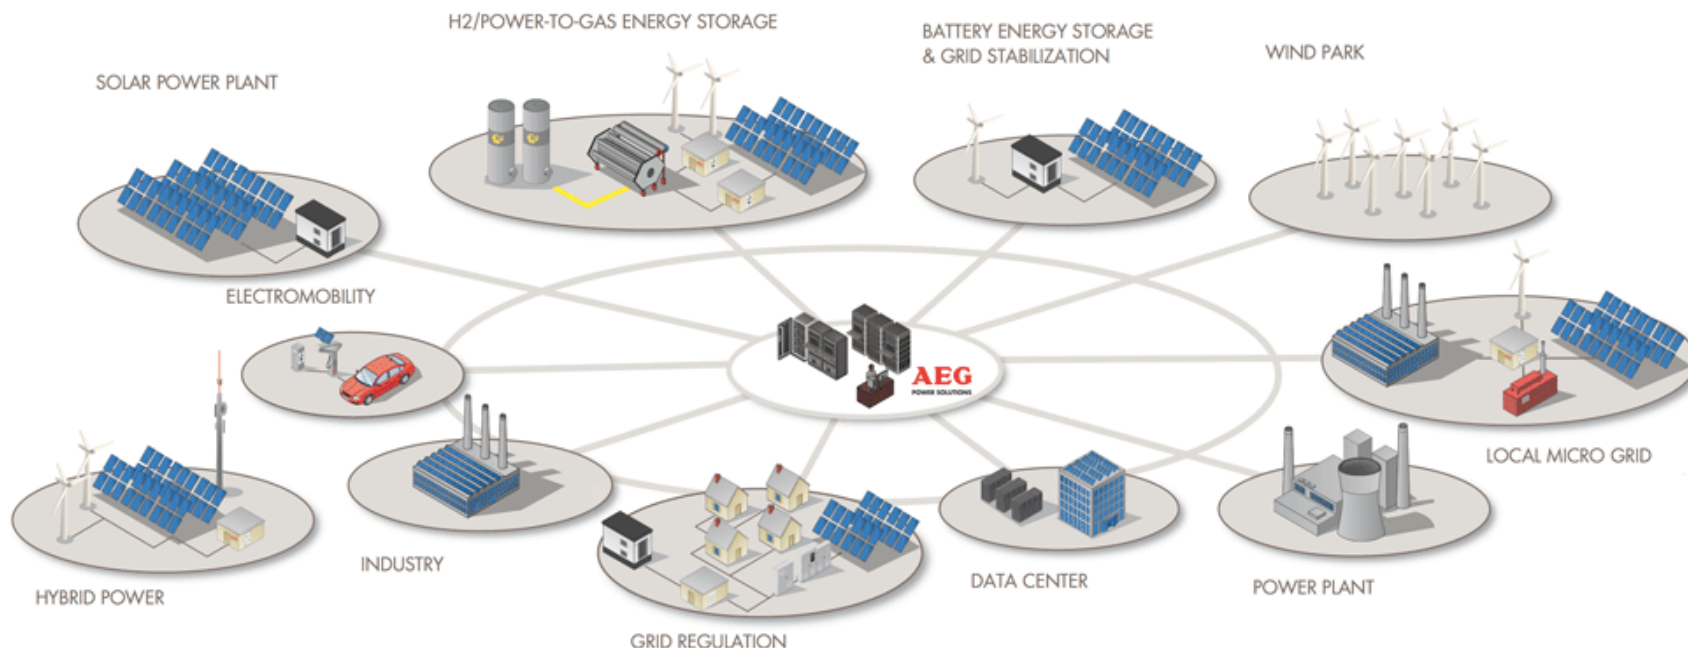 H2/POWER-TO-GAS ENERGY STORAGE
BATTERY ENERGY STORAGE
& GRID STABILIZATION
WIND PARK
SOLAR POWER PLANT
ELECTROMOBILITY
AEG
POWER SOLUTIONS
LOCAL MICRO GRID
INDUSTRY
DATA CENTER
POWER PLANT
HYBRID POWER
GRID REGULATION